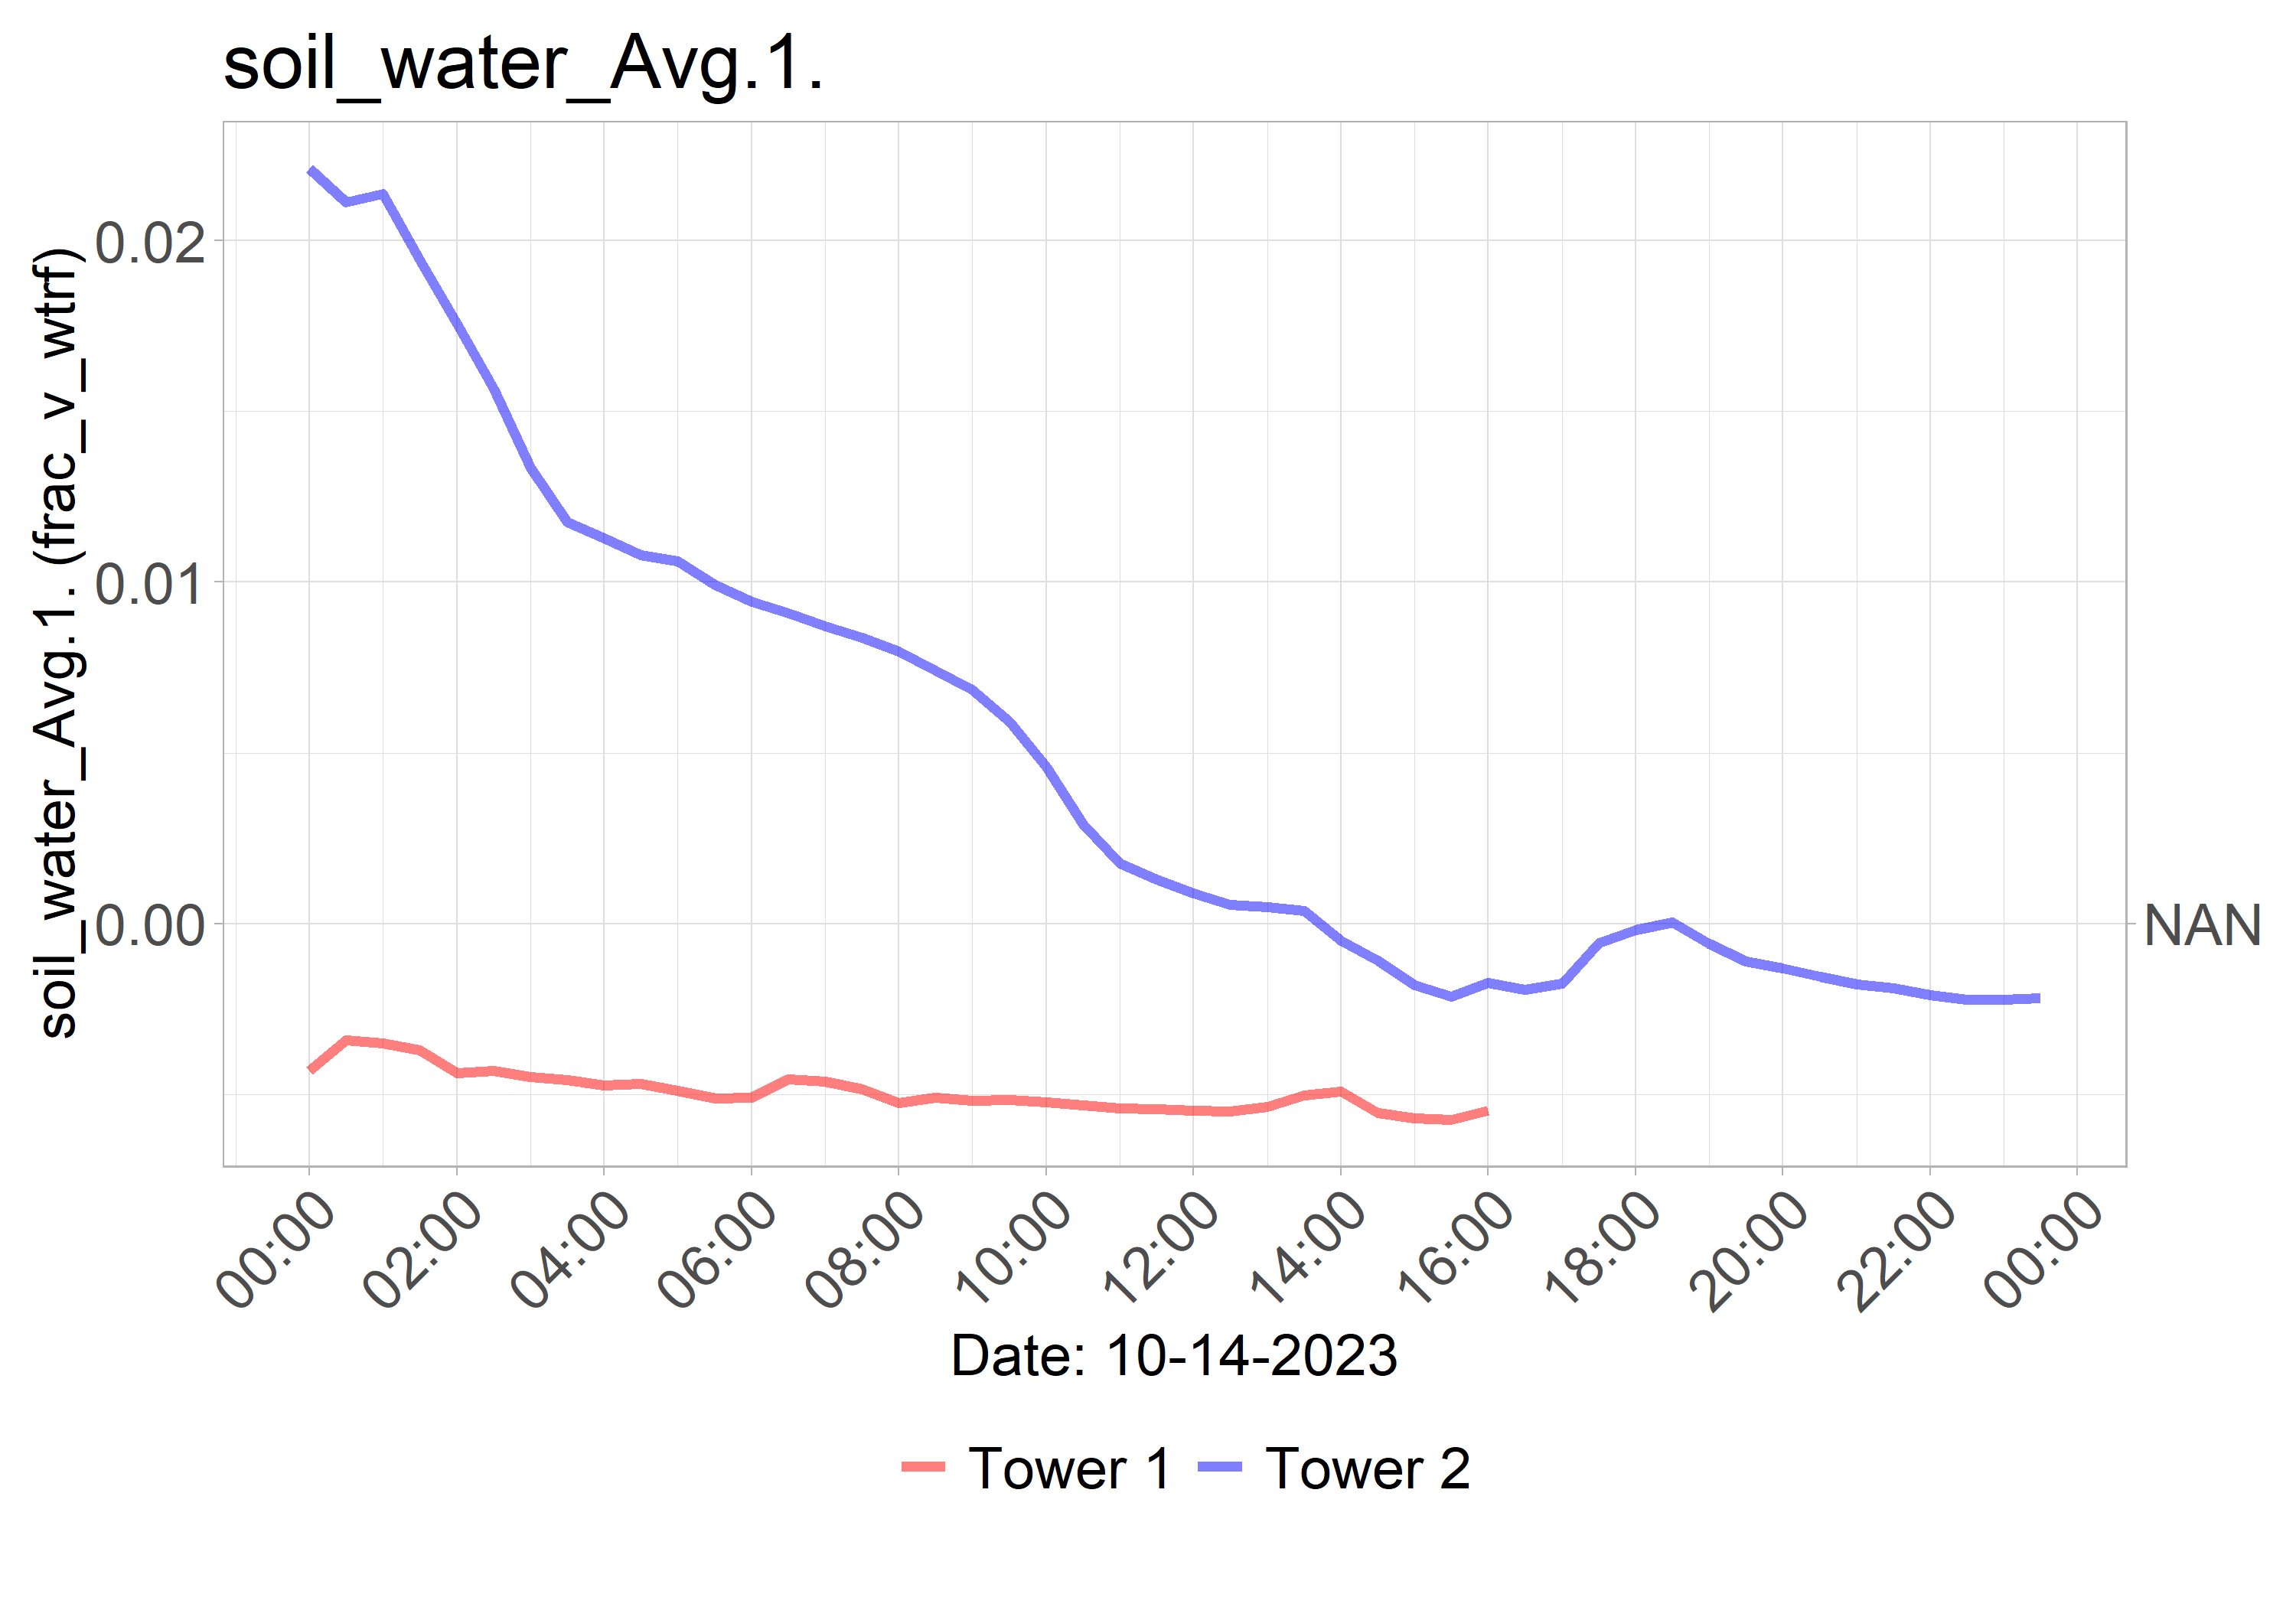 soil_water_Avg.1.
soil_water_Avg.1. (frac_v_wtrf)
0.02
0.01
0.00
NAN
00:00
02:00
04:00
06:00
08:00
10:00
12:00
14:00
16:00
18:00
20:00
22:00
00:00
Date: 10-14-2023
Tower 1
Tower 2